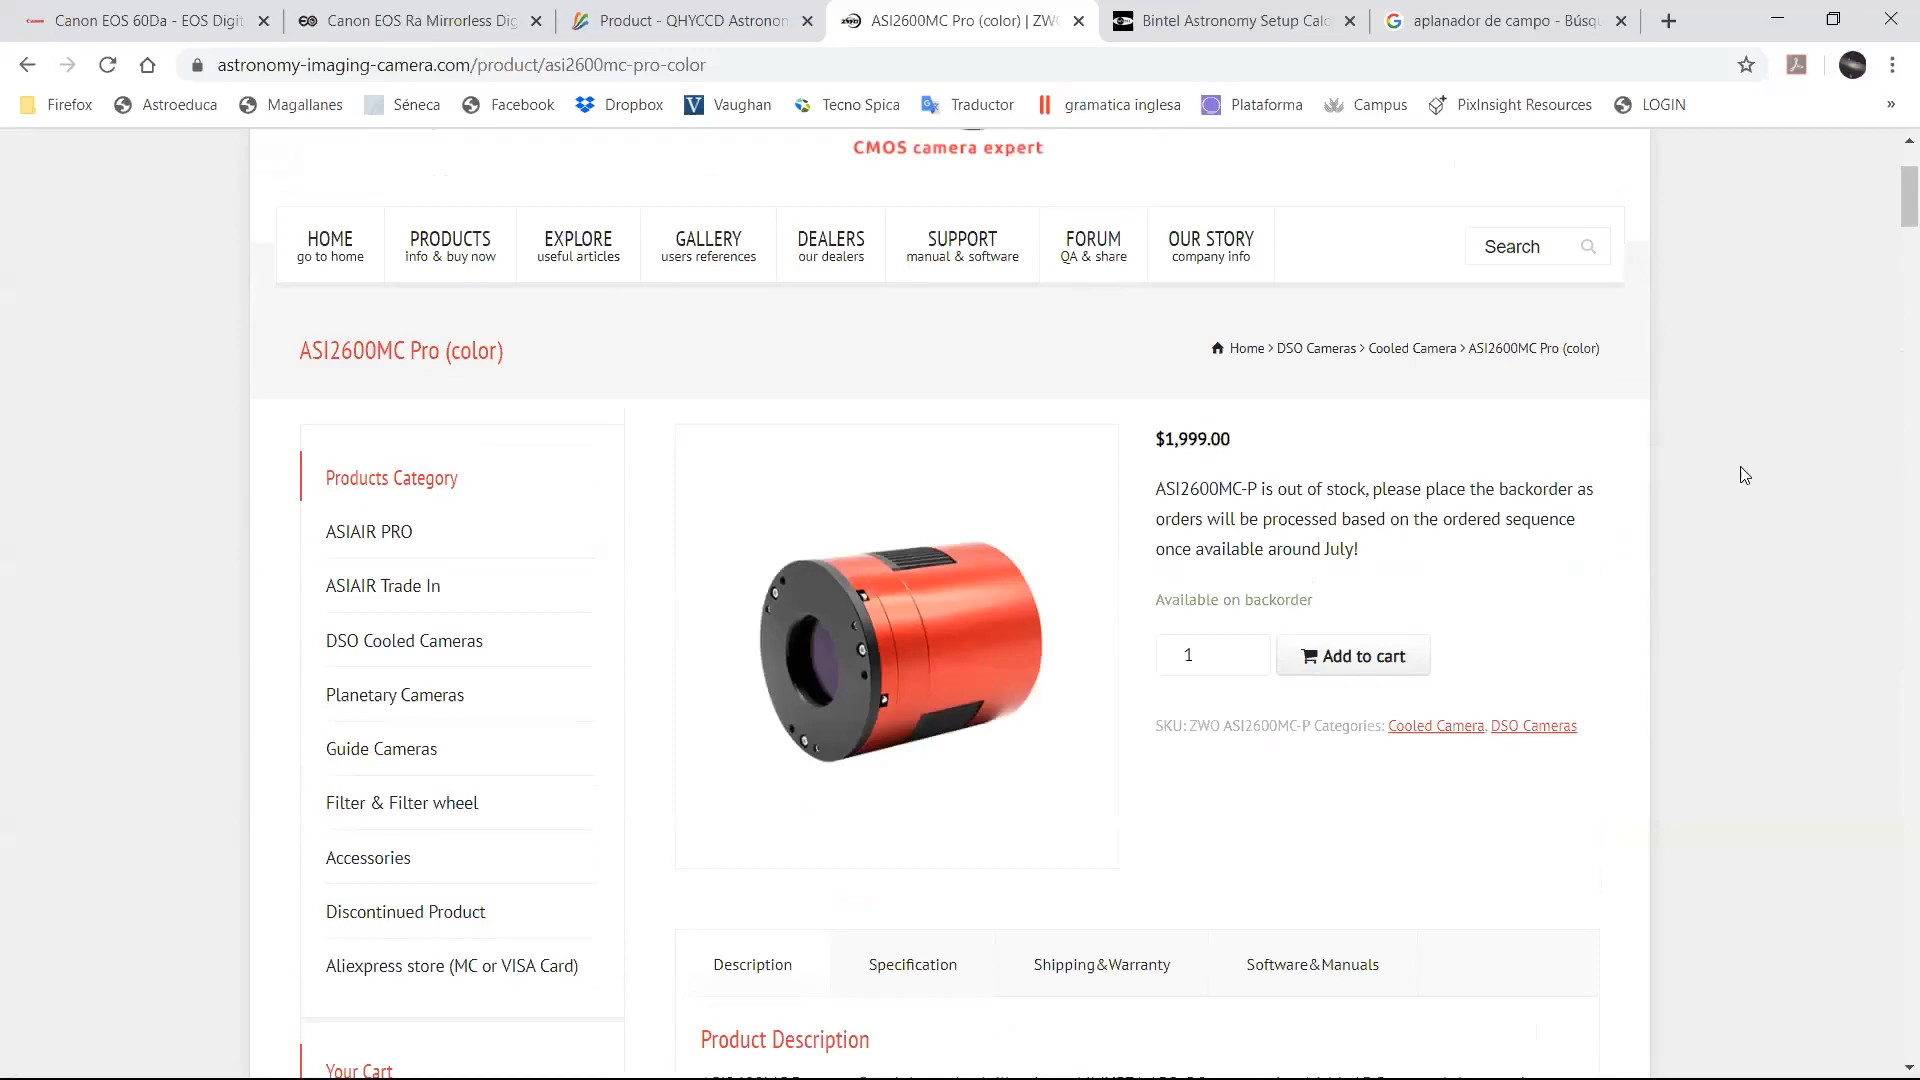 Canon EOS 60Da - EOS Digit
Canon EOS Ra Mirrorless Dig
Product - QHYCCD Astronom
ASI2600MC Pro (color) | ZWO
Bintel Astronomy Setup Calc
aplanador de campo - Búsqu
astronomy-imaging-camera.com/product/asi2600mc-pro-color
Firefox
Astroeduca
Magallanes
Séneca
Facebook
Dropbox
Vaughan
Tecno Spica
Traductor
gramatica inglesa
Plataforma
Campus
PixInsight Resources
LOGIN
»
CMOS camera expert
HOME
go to home
PRODUCTS
info & buy now
EXPLORE
useful articles
GALLERY
users references
DEALERS
our dealers
SUPPORT
manual & software
FORUM
QA & share
OUR STORY
company info
Search
ASI2600MC Pro (color)
Home > DSO Cameras > Cooled Camera > ASI2600MC Pro (color)
Products Category
ASIAIR PRO
ASIAIR Trade In
DSO Cooled Cameras
Planetary Cameras
Guide Cameras
Filter & Filter wheel
Accessories
Discontinued Product
Aliexpress store (MC or VISA Card)
Your Cart
$1,999.00
ASI2600MC-P is out of stock, please place the backorder as
orders will be processed based on the ordered sequence
once available around July!
Available on backorder
1
Add to cart
SKU: ZWO ASI2600MC-P Categories: Cooled Camera, DSO Cameras
Description
Specification
Shipping&Warranty
Software&Manuals
Product Description